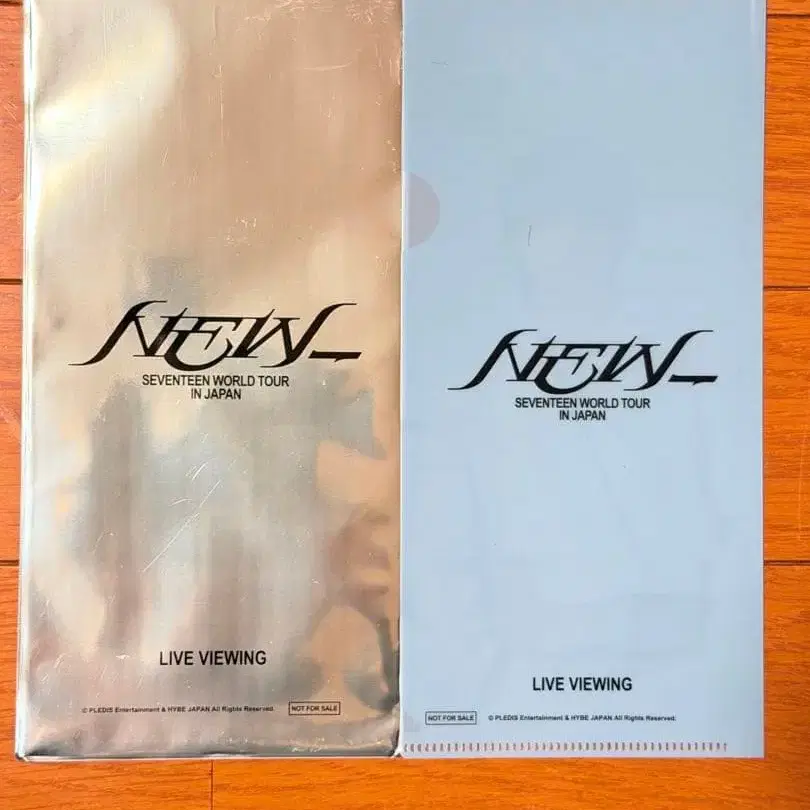 NEW_
SEVENTEEN WORLD TOUR
IN JAPAN
LIVE VIEWING
© PLEDIS Entertainment & HYBE JAPAN All Rights Reserved.
NOT FOR SALE
NEW_
SEVENTEEN WORLD TOUR
IN JAPAN
LIVE VIEWING
NOT FOR SALE
© PLEDIS Entertainment & HYBE JAPAN All Rights Reserved.